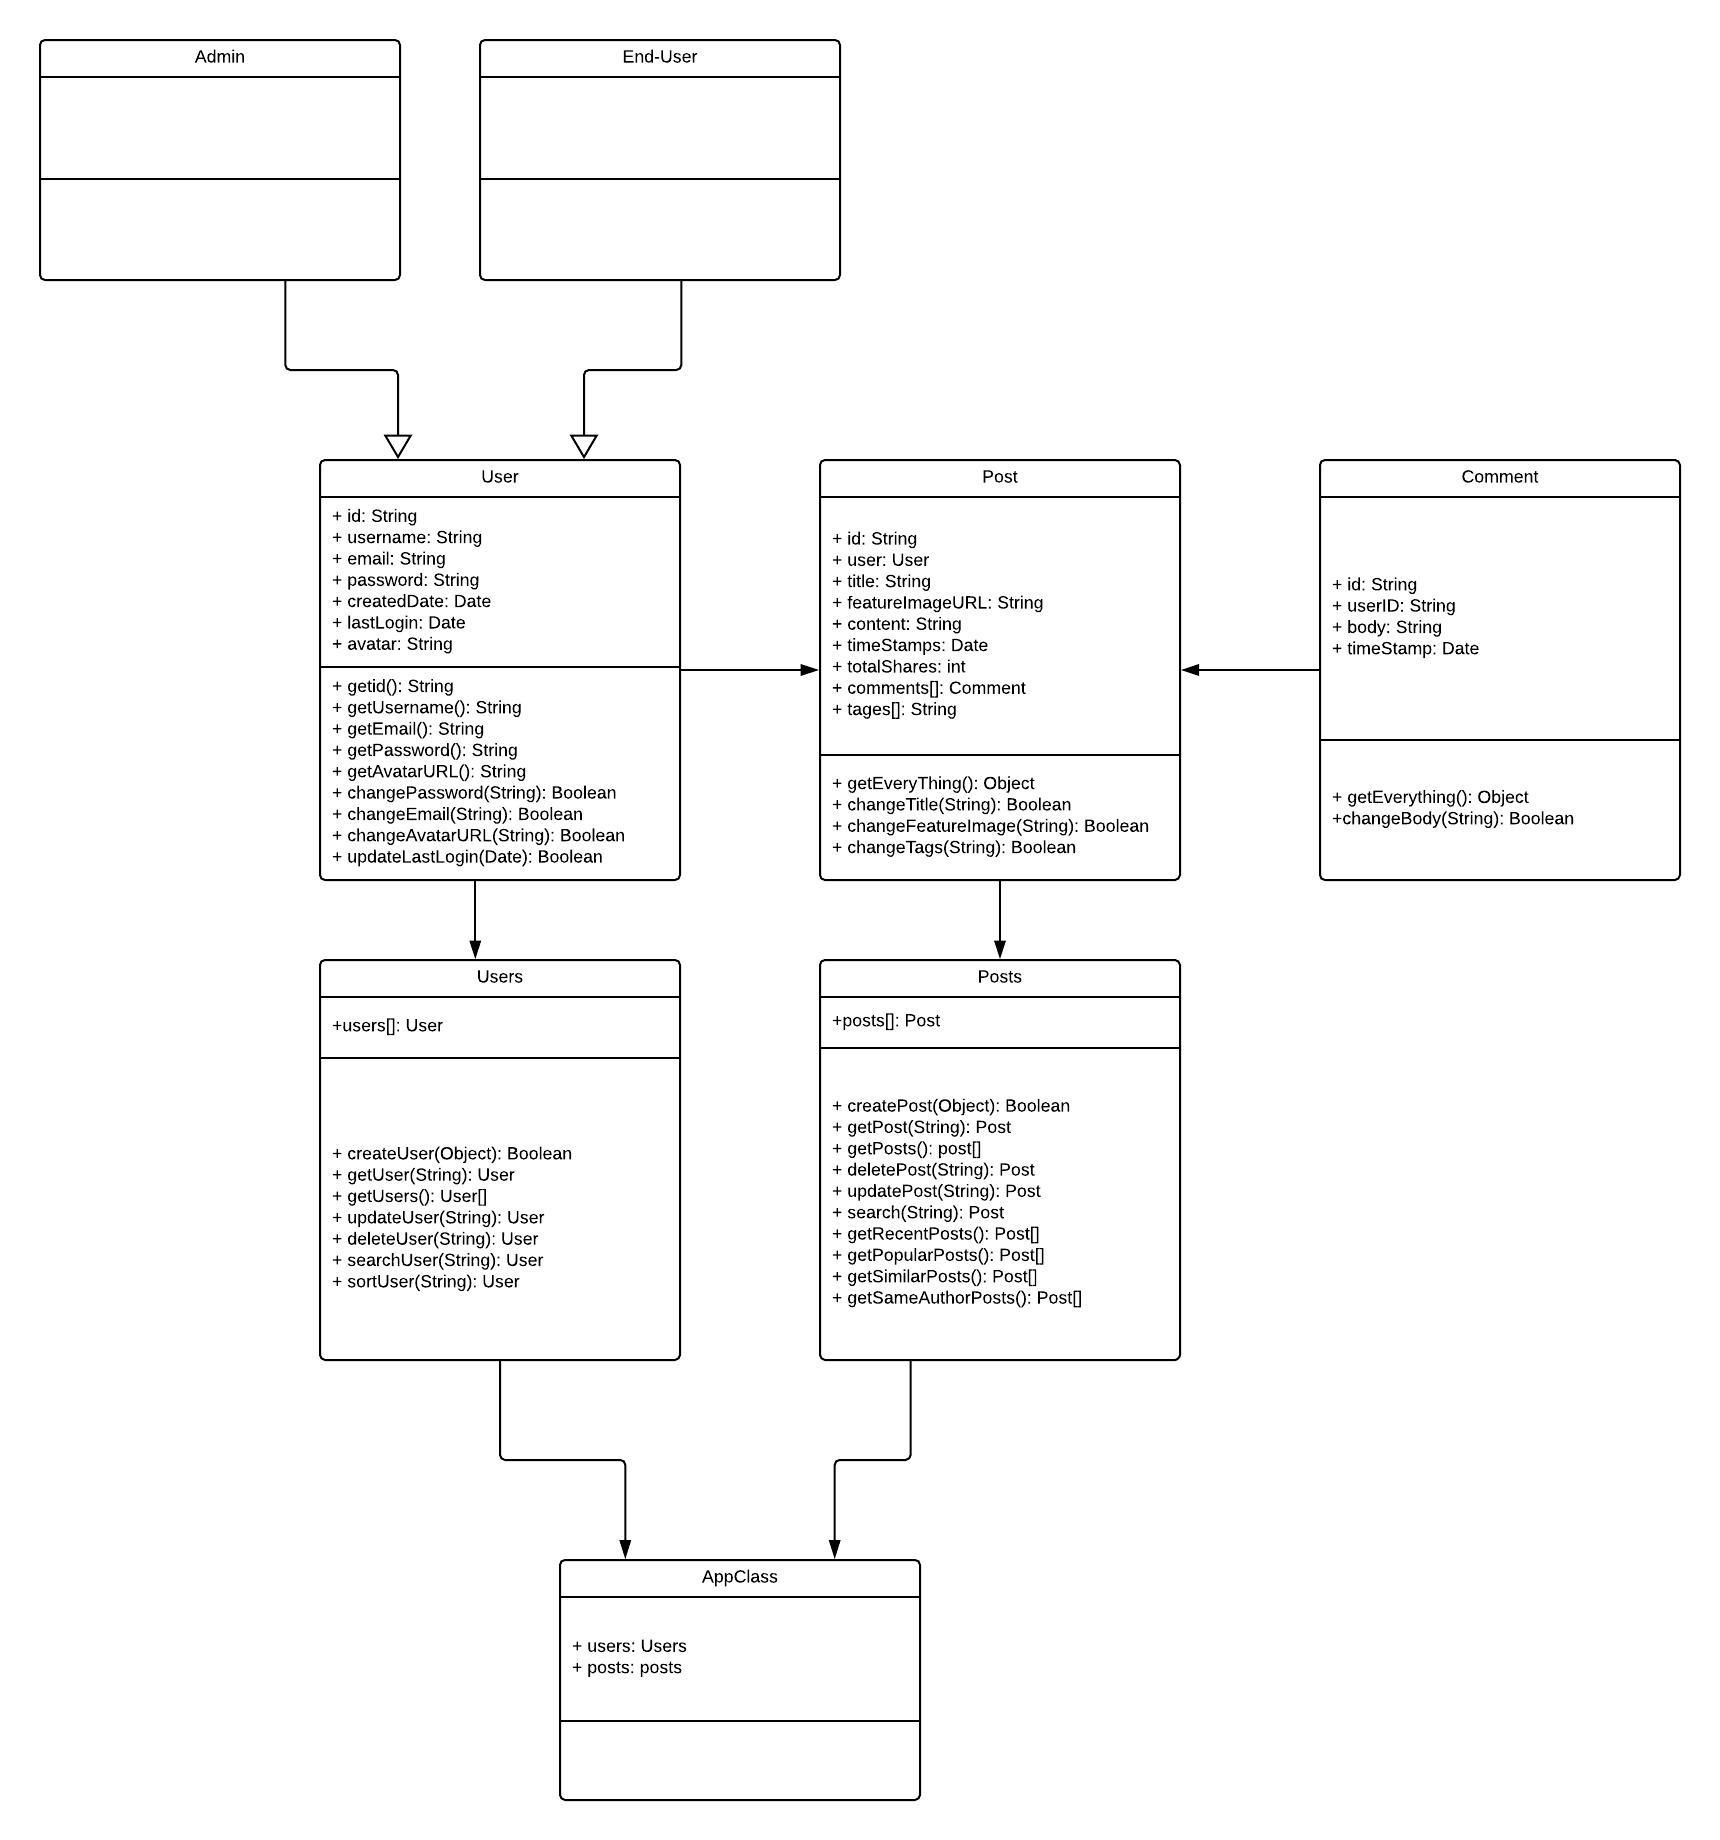 Admin
End-User
User
+ id: String
+ username: String
+ email: String
+ password: String
+ createdDate: Date
+ lastLogin: Date
+ avatar: String
+ getid(): String
+ getUsername(): String
+ getEmail(): String
+ getPassword(): String
+ getAvatarURL(): String
+ changePassword(String): Boolean
+ changeEmail(String): Boolean
+ changeAvatarURL(String): Boolean
+ updateLastLogin(Date): Boolean
Post
+ id: String
+ user: User
+ title: String
+ featureImageURL: String
+ content: String
+ timeStamps: Date
+ totalShares: int
+ comments[]: Comment
+ tages[]: String
+ getEveryThing(): Object
+ changeTitle(String): Boolean
+ changeFeatureImage(String): Boolean
+ changeTags(String): Boolean
Comment
+ id: String
+ userID: String
+ body: String
+ timeStamp: Date
+ getEverything(): Object
+changeBody(String): Boolean
Users
+users[]: User
+ createUser(Object): Boolean
+ getUser(String): User
+ getUsers(): User[]
+ updateUser(String): User
+ deleteUser(String): User
+ searchUser(String): User
+ sortUser(String): User
Posts
+posts[]: Post
+ createPost(Object): Boolean
+ getPost(String): Post
+ getPosts(): post[]
+ deletePost(String): Post
+ updatePost(String): Post
+ search(String): Post
+ getRecentPosts(): Post[]
+ getPopularPosts(): Post[]
+ getSimilarPosts(): Post[]
+ getSameAuthorPosts(): Post[]
AppClass
+ users: Users
+ posts: posts